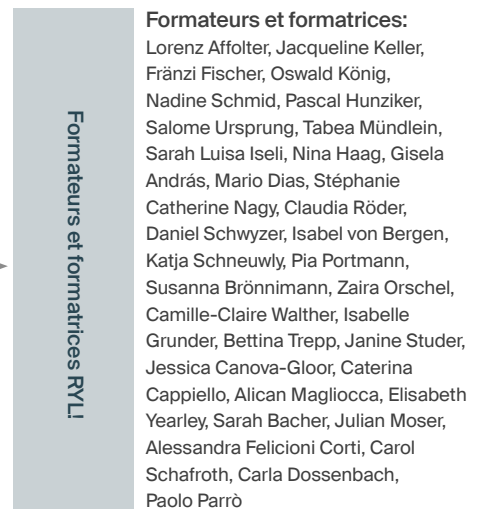 Formateurs et formatrices RYL!
Formateurs et formatrices:
Lorenz Affolter, Jacqueline Keller,
Fränzi Fischer, Oswald König,
Nadine Schmid, Pascal Hunziker,
Salome Ursprung, Tabea Mündlein,
Sarah Luisa Iseli, Nina Haag, Gisela
András, Mario Dias, Stéphanie
Catherine Nagy, Claudia Röder,
Daniel Schwyzer, Isabel von Bergen,
Katja Schneuwly, Pia Portmann,
Susanna Brönnimann, Zaira Orschel,
Camille-Claire Walther, Isabelle
Grunder, Bettina Trepp, Janine Studer,
Jessica Canova-Gloor, Caterina
Cappiello, Alican Magliocca, Elisabeth
Yearley, Sarah Bacher, Julian Moser,
Alessandra Felicioni Corti, Carol
Schafroth, Carla Dossenbach,
Paolo Parrò